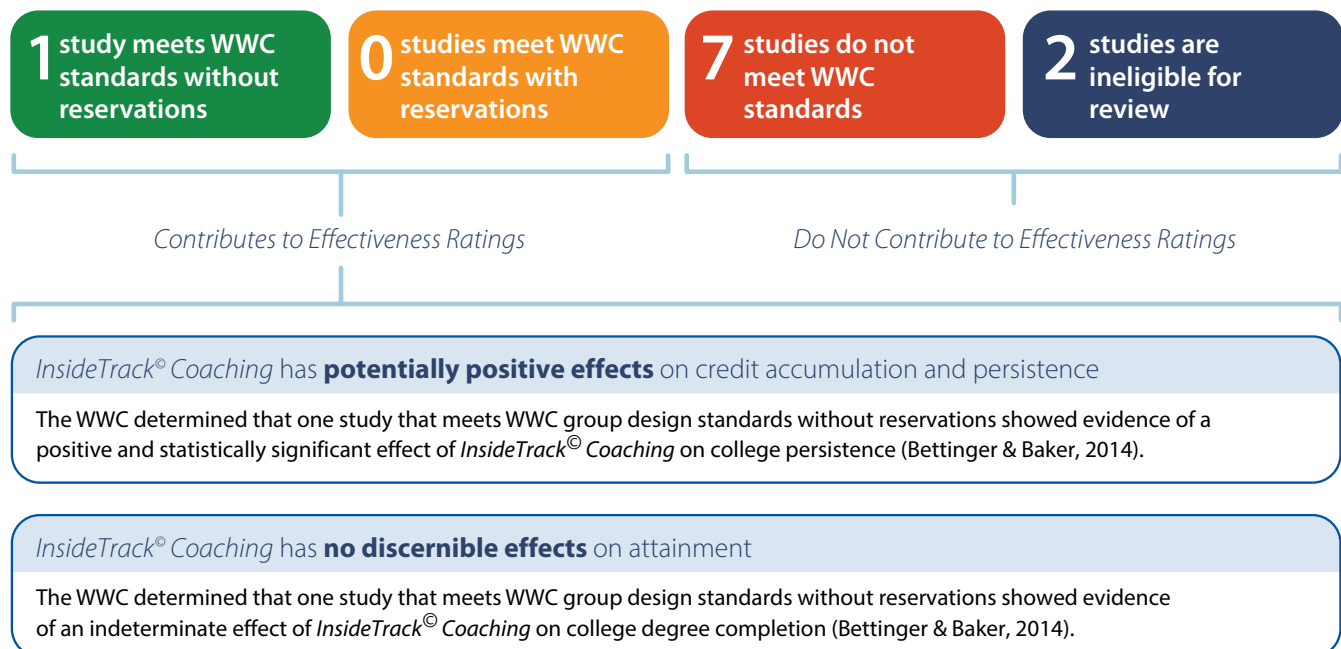 1 study meets WWC
standards without
reservations
0 studies meet WWC
standards with
reservations
7 studies do not
meet WWC
standards
2 studies are
ineligible for
review
Contributes to Effectiveness Ratings
Do Not Contribute to Effectiveness Ratings
InsideTrack© Coaching has potentially positive effects on credit accumulation and persistence
The WWC determined that one study that meets WWC group design standards without reservations showed evidence of a
positive and statistically significant effect of InsideTrack© Coaching on college persistence (Bettinger & Baker, 2014).
InsideTrack© Coaching has no discernible effects on attainment
The WWC determined that one study that meets WWC group design standards without reservations showed evidence
of an indeterminate effect of InsideTrack© Coaching on college degree completion (Bettinger & Baker, 2014).